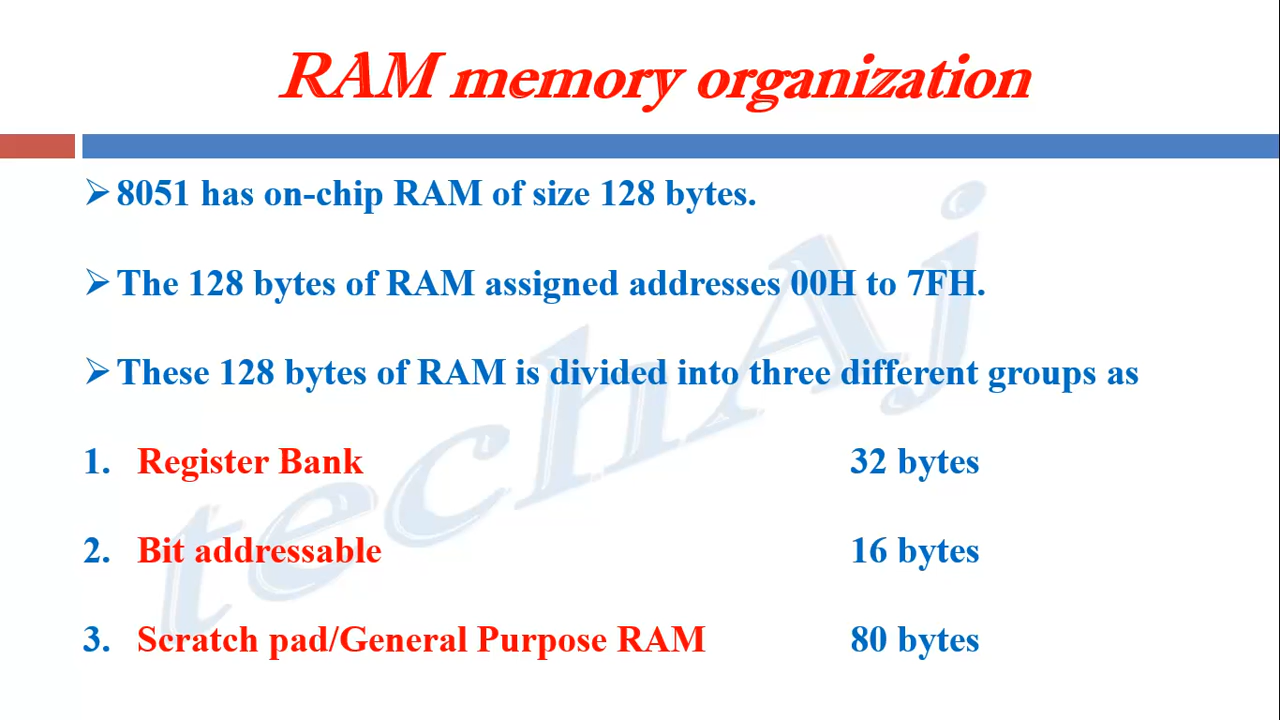 RAM memory organization
➢ 8051 has on-chip RAM of size 128 bytes.
➢ The 128 bytes of RAM assigned addresses 00H to 7FH.
➢ These 128 bytes of RAM is divided into three different groups as
1. Register Bank 32 bytes
2. Bit addressable 16 bytes
3. Scratch pad/General Purpose RAM 80 bytes
techAj